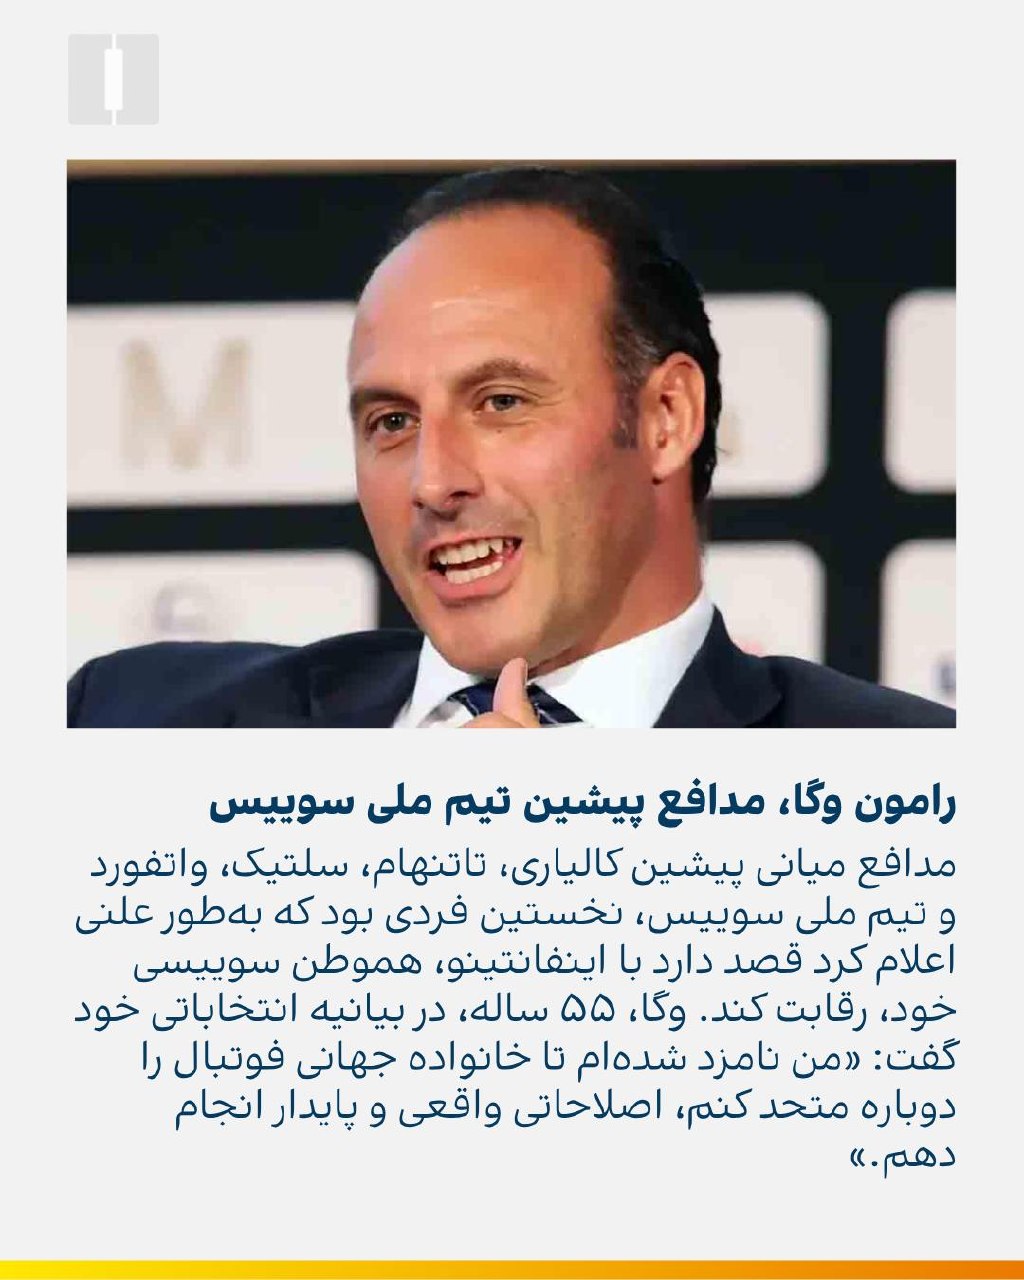 M
رامون وگا، مدافع پیشین تیم ملی سوییس
مدافع میانی پیشین کالیاری، تاتنهام، سلتیک، واتفورد
و تیم ملی سوییس، نخستین فردی بود که به‌طور علنی
اعلام کرد قصد دارد با اینفانتینو، هموطن سوییسی
خود، رقابت کند. وگا، ۵۵ ساله، در بیانیه انتخاباتی خود
گفت: «من نامزد شده‌ام تا خانواده جهانی فوتبال را
دوباره متحد کنم، اصلاحاتی واقعی و پایدار انجام
دهم.»